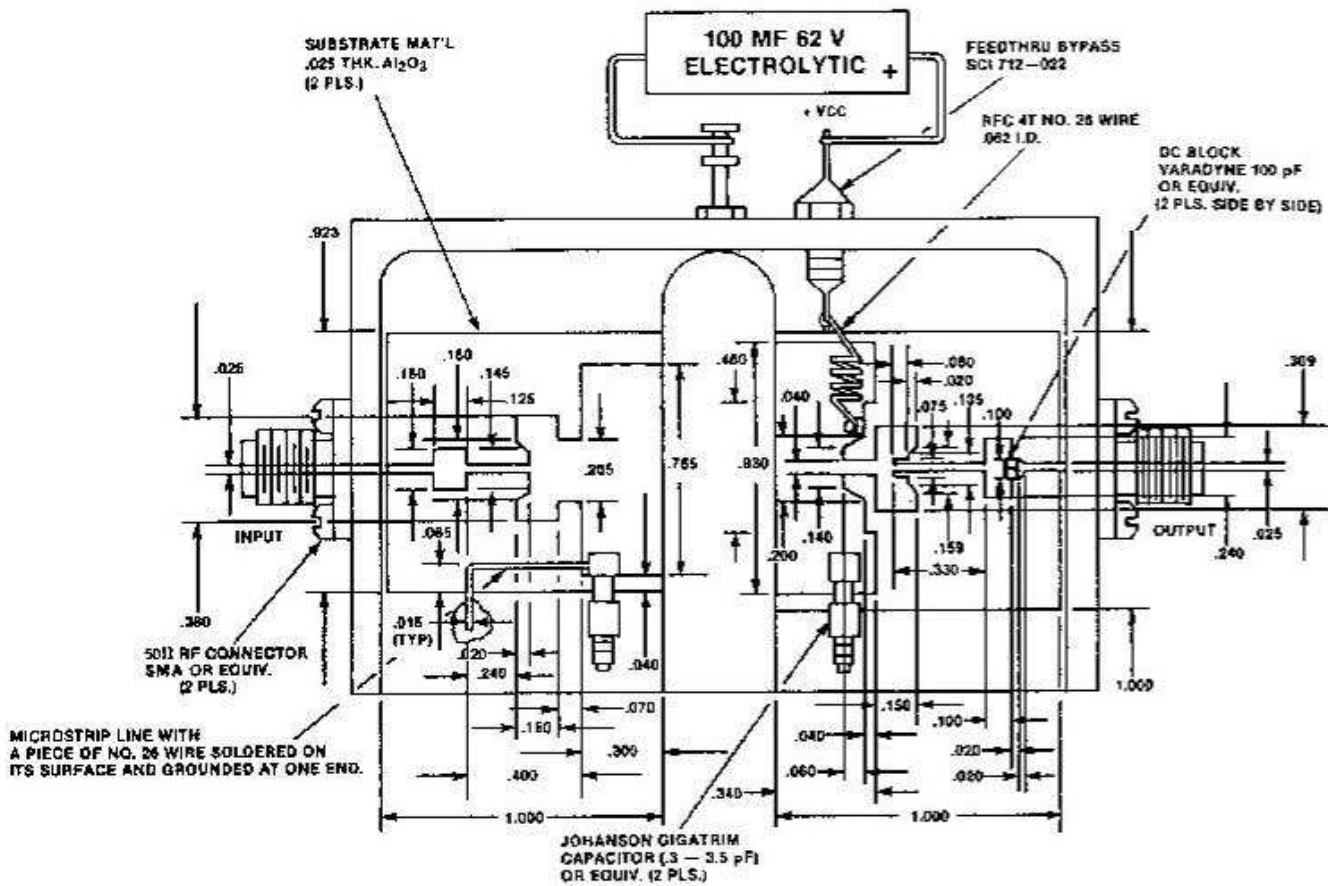 SUBSTRATE MAT'L
.025 THK. Al₂O₃
(2 PLS.)
100 MF 62 V
ELECTROLYTIC
+
+ VCC
FEEDTHRU BYPASS
SCI 712-022
RFC 4T NO. 26 WIRE
.062 I.D.
DC BLOCK
VARADYNE 100 pF
OR EQUIV.
(2 PLS. SIDE BY SIDE)
.923
.025
.180
.160
.145
.125
.205
.765
.065
.015
(TYP)
.020
.240
.180
.400
.300
.070
.040
1.000
.380
INPUT
50Ω RF CONNECTOR
SMA OR EQUIV.
(2 PLS.)
MICROSTRIP LINE WITH
A PIECE OF NO. 26 WIRE SOLDERED ON
ITS SURFACE AND GROUNDED AT ONE END.
.040
.080
.020
.075
.135
.100
.309
.200
.140
.159
.330
OUTPUT
.240
.025
1.000
.150
.100
.040
.020
.060
.020
.340
1.000
JOHANSON GIGATRIM
CAPACITOR (.3 — 3.5 pF)
OR EQUIV. (2 PLS.)